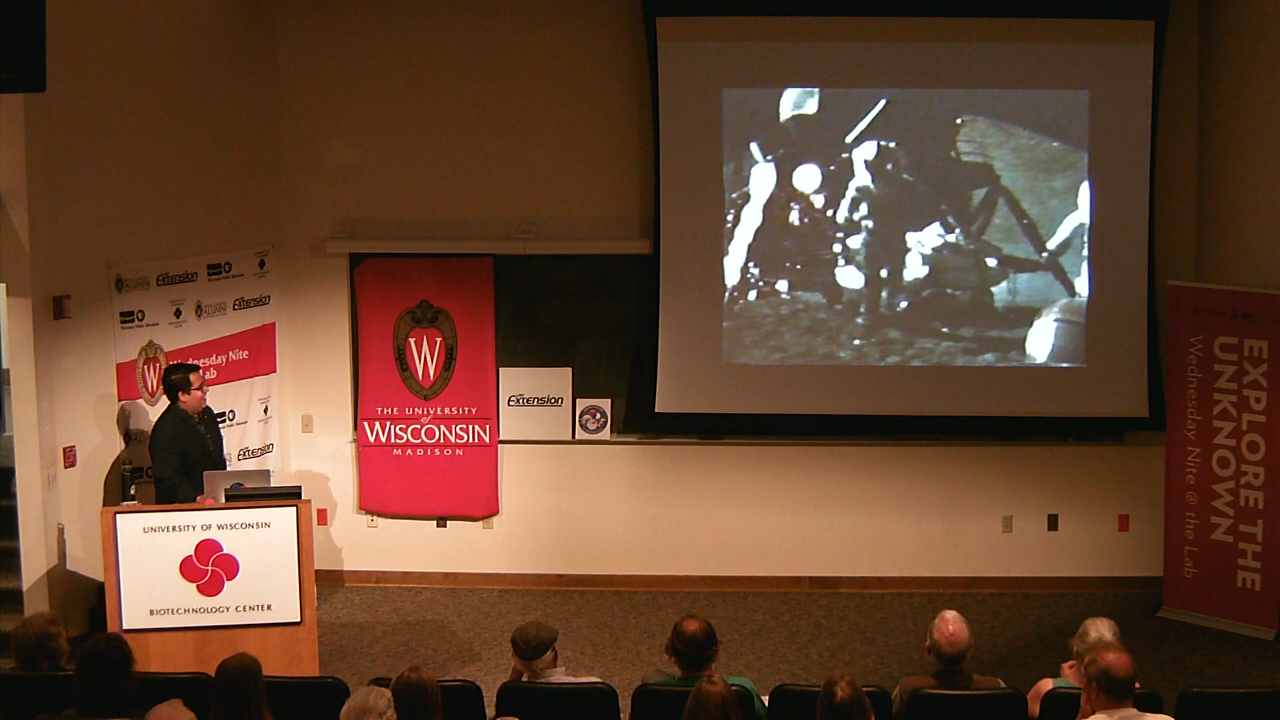 Extension
Extension
Wednesday Nite
Lab
Extension
W
THE UNIVERSITY
of
WISCONSIN
MADISON
Extension
UNIVERSITY OF WISCONSIN
BIOTECHNOLOGY CENTER
EXPLORE THE
UNKNOWN
Wednesday Nite @ the Lab